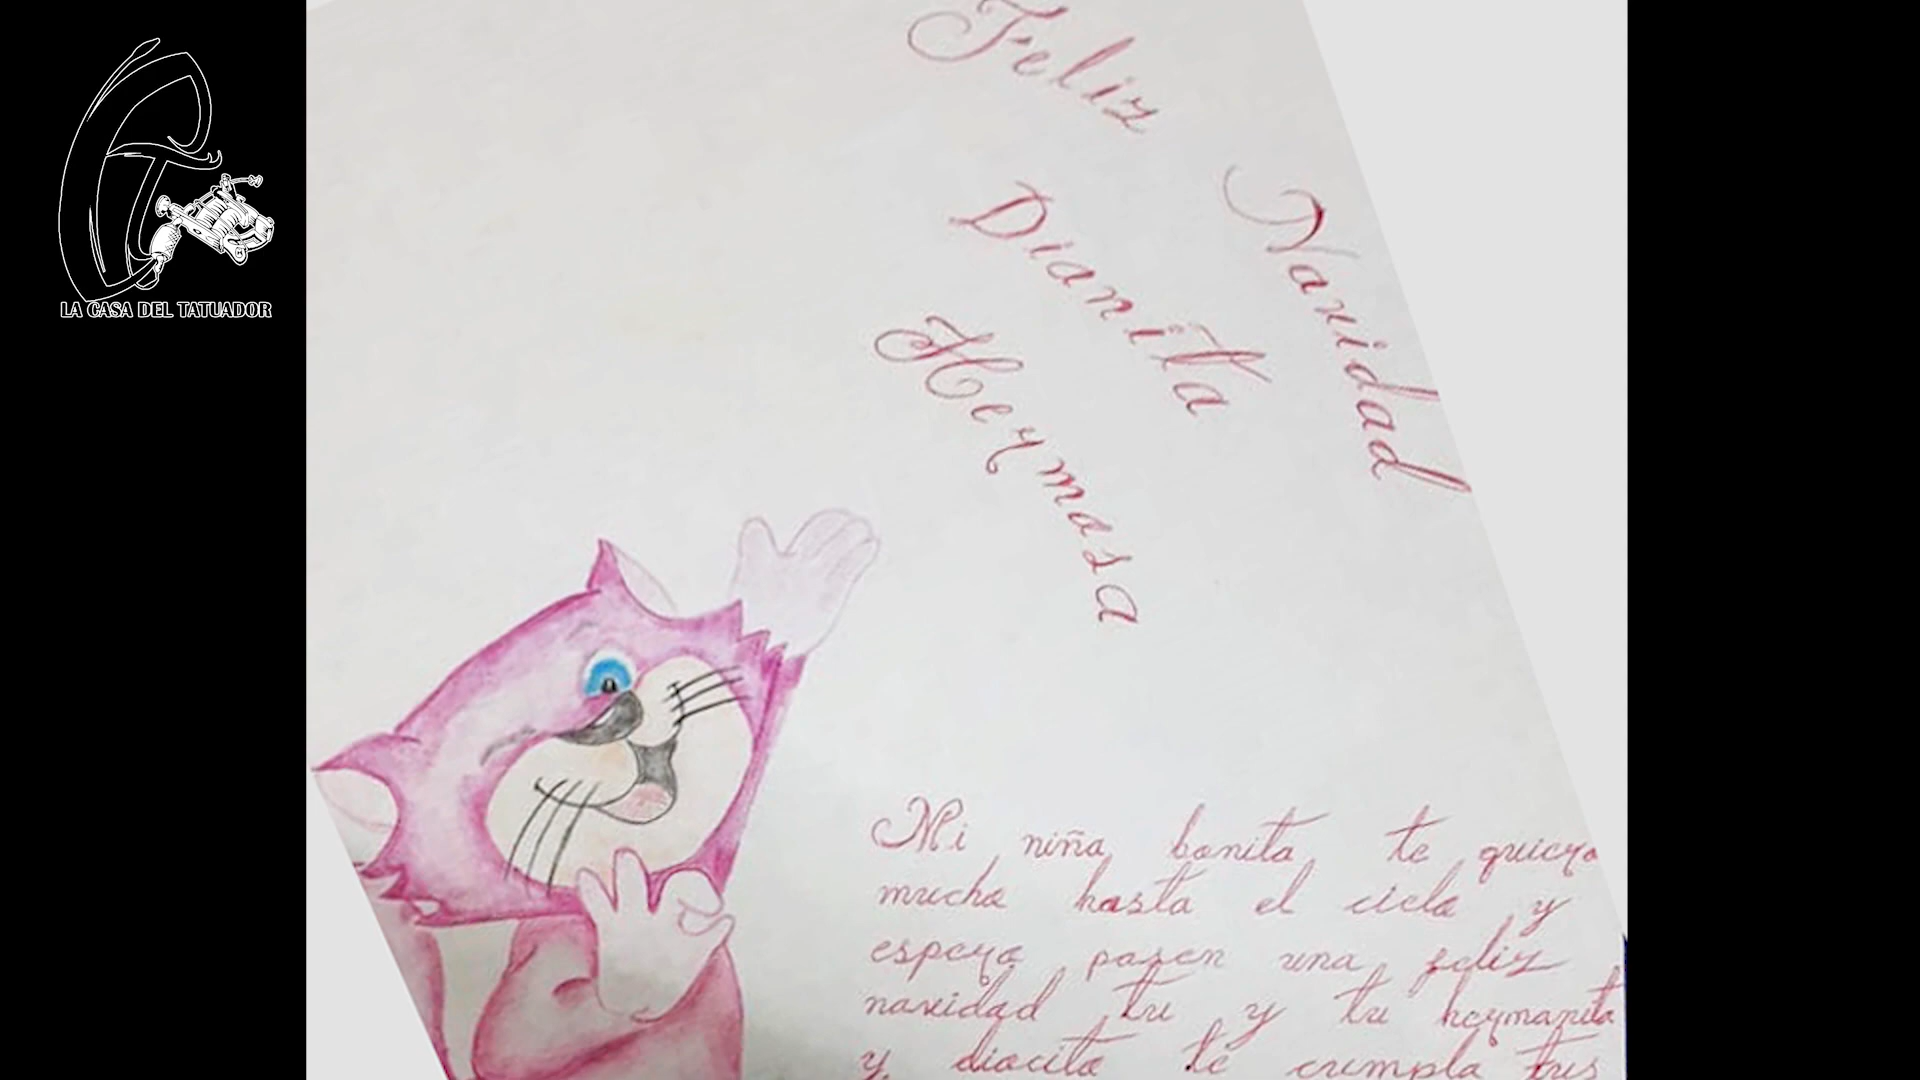 LA CASA DEL TATUADOR
Feliz
Navidad
Dianita
Hermosa
Mi niña bonita te quiero
mucho hasta el cielo y
espero pasen una feliz
navidad tu y tu hermanita
y diocito te cumpla tus